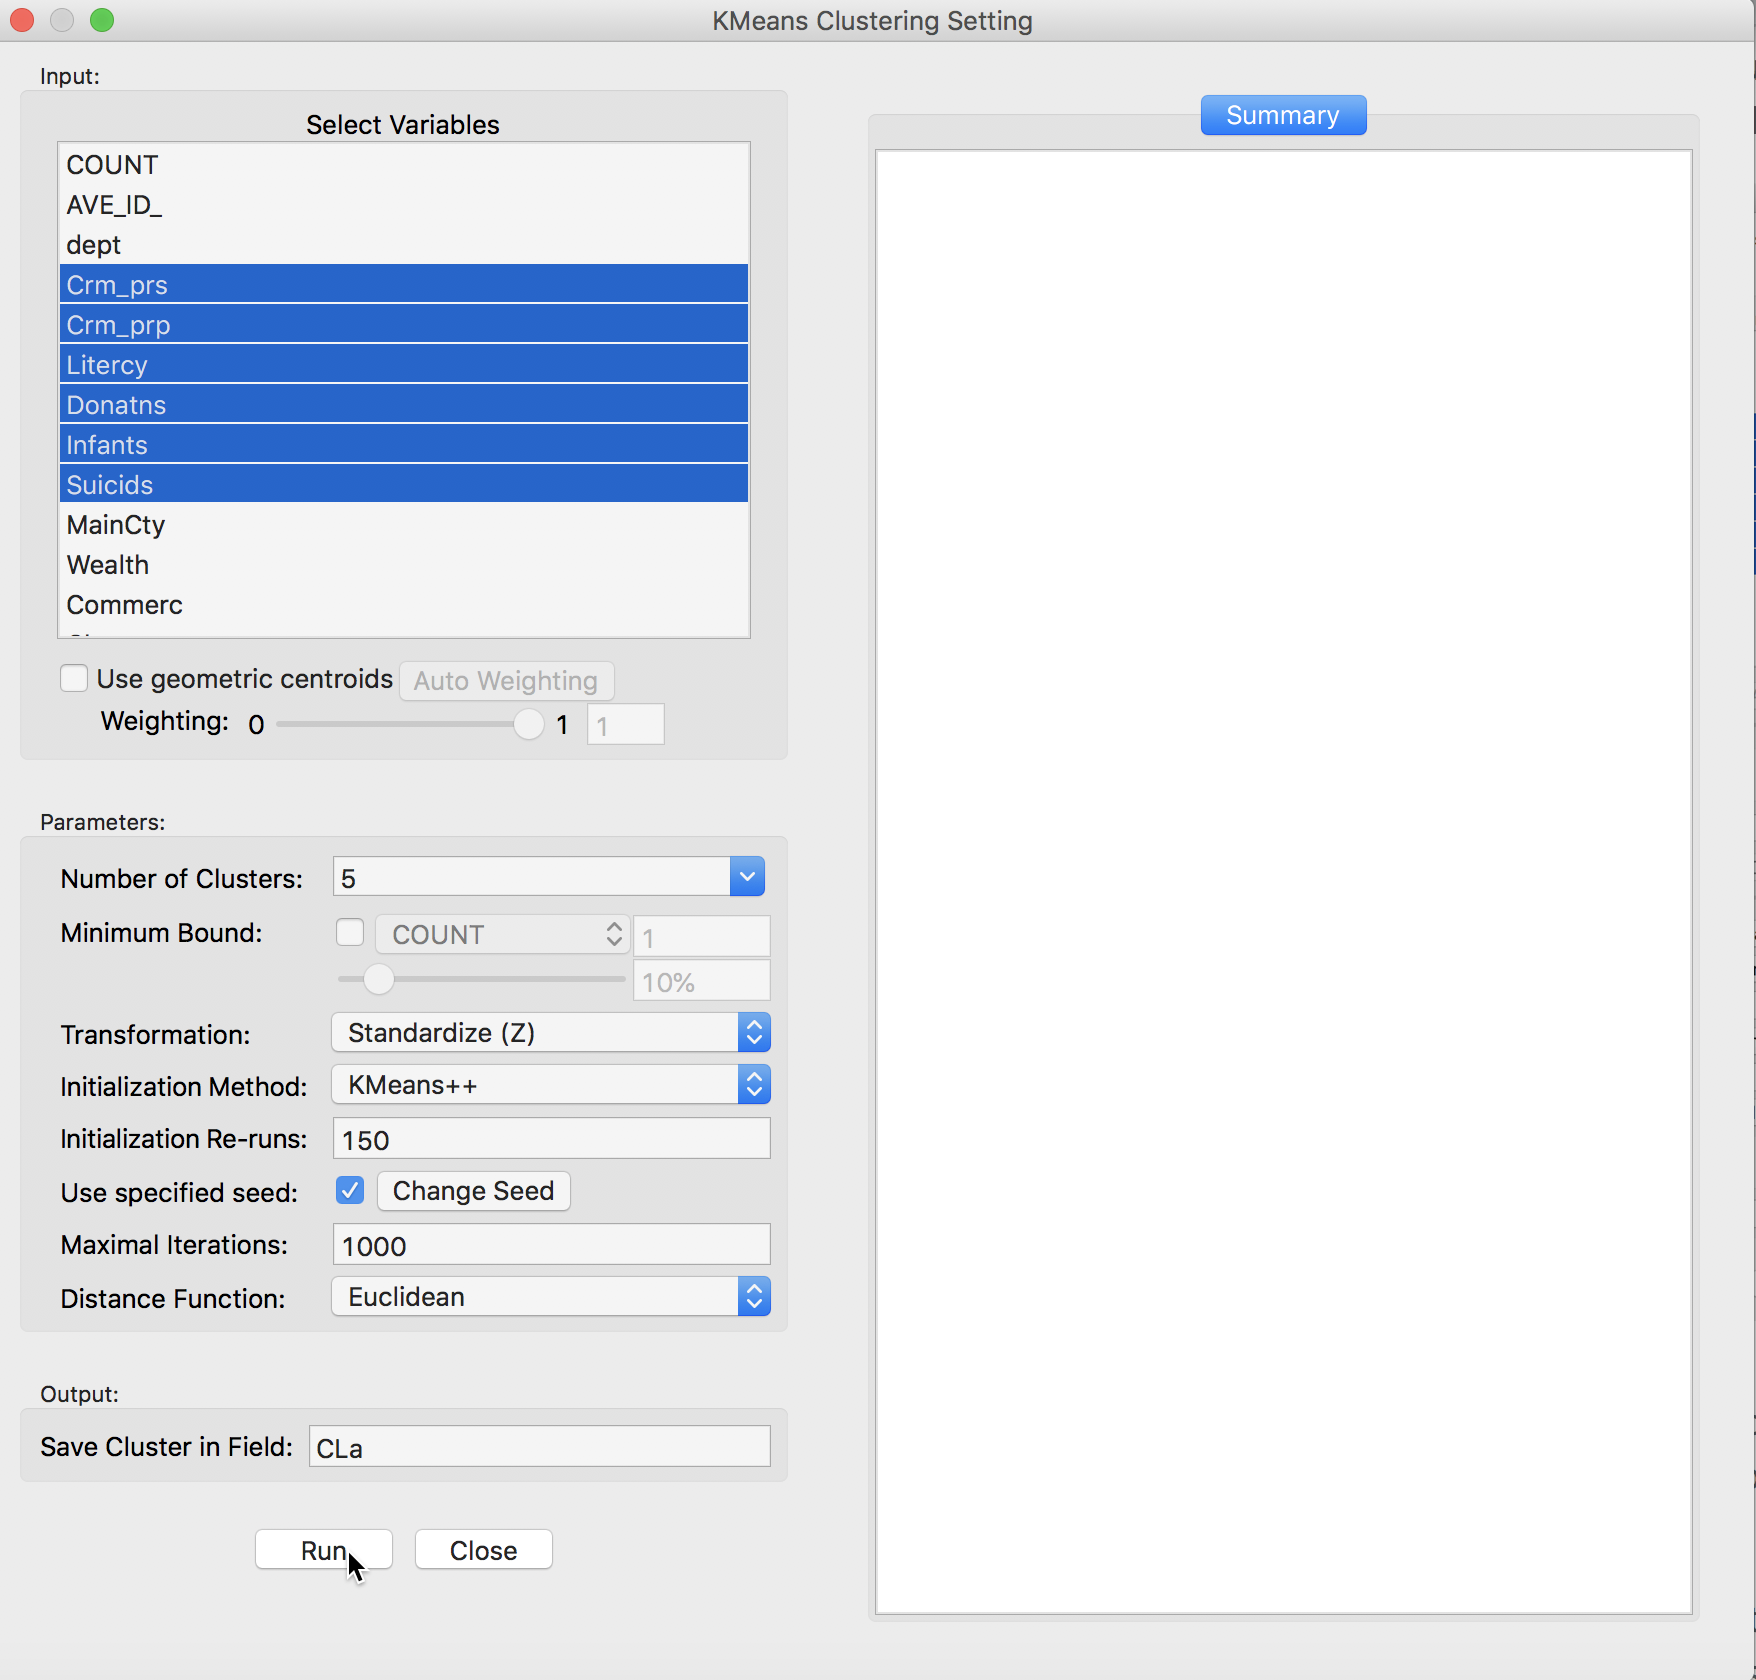 KMeans Clustering Setting
Input:
Select Variables
COUNT
AVE_ID_
dept
Crm_prs
Crm_prp
Litercy
Donatns
Infants
Suicids
MainCty
Wealth
Commerc
Use geometric centroids Auto Weighting
Weighting: 0 1 1
Parameters:
Number of Clusters: 5
Minimum Bound: COUNT 1
10%
Transformation: Standardize (Z)
Initialization Method: KMeans++
Initialization Re-runs: 150
Use specified seed: Change Seed
Maximal Iterations: 1000
Distance Function: Euclidean
Output:
Save Cluster in Field: CLa
Run Close
Summary